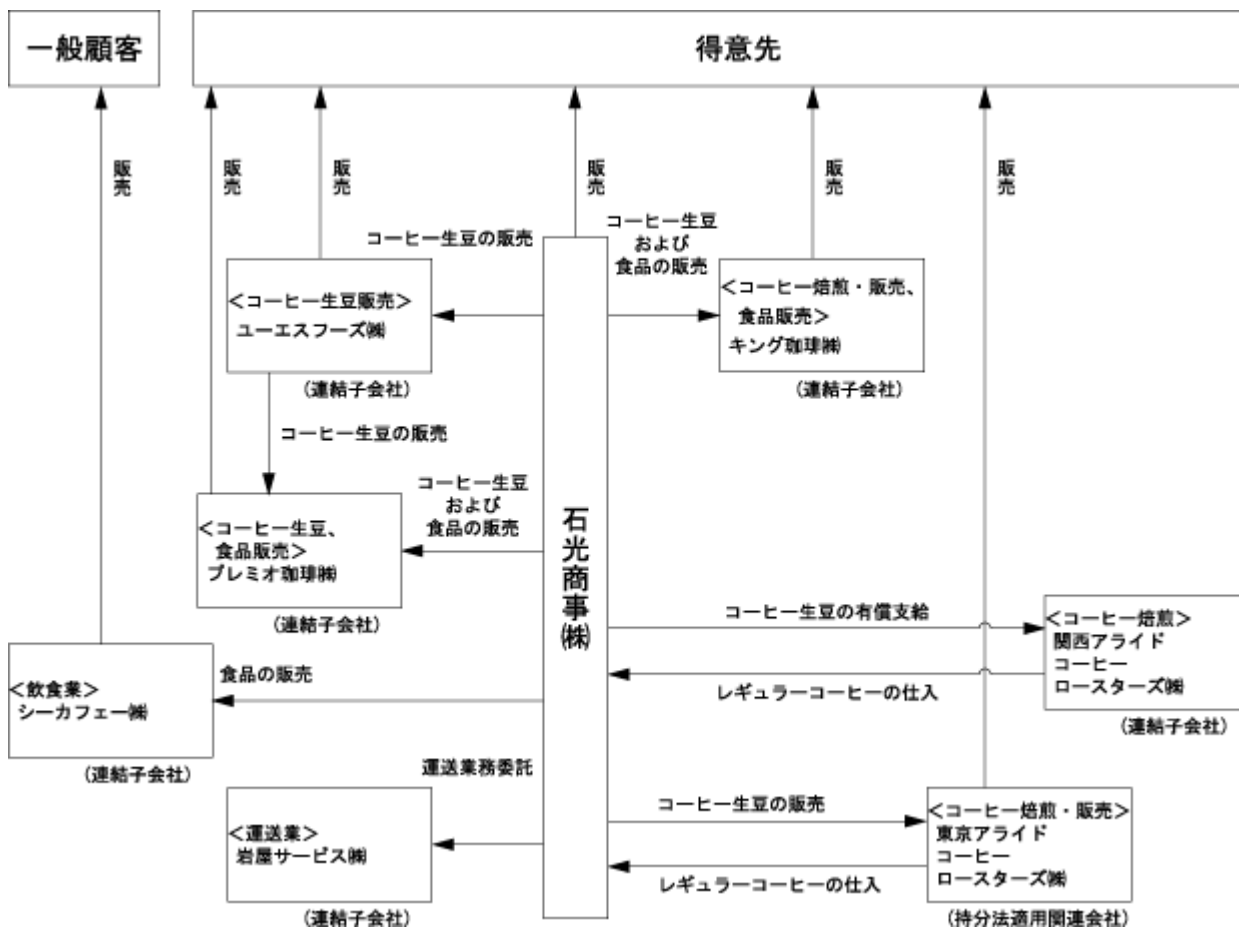 一般顧客
得意先
販売
販売
販売
販売
販売
販売
コーヒー生豆の販売
コーヒー生豆
および
食品の販売
＜コーヒー生豆販売＞
ユーエスフーズ㈱
(連結子会社)
＜コーヒー焙煎・販売、
食品販売＞
キング珈琲㈱
(連結子会社)
コーヒー生豆の販売
コーヒー生豆
および
食品の販売
＜コーヒー生豆、
食品販売＞
プレミオ珈琲㈱
(連結子会社)
石光商事㈱
コーヒー生豆の有償支給
＜コーヒー焙煎＞
関西アライド
コーヒー
ロースターズ㈱
(連結子会社)
レギュラーコーヒーの仕入
食品の販売
＜飲食業＞
シーカフェー㈱
(連結子会社)
運送業務委託
＜運送業＞
岩屋サービス㈱
(連結子会社)
コーヒー生豆の販売
＜コーヒー焙煎・販売＞
東京アライド
コーヒー
ロースターズ㈱
(持分法適用関連会社)
レギュラーコーヒーの仕入